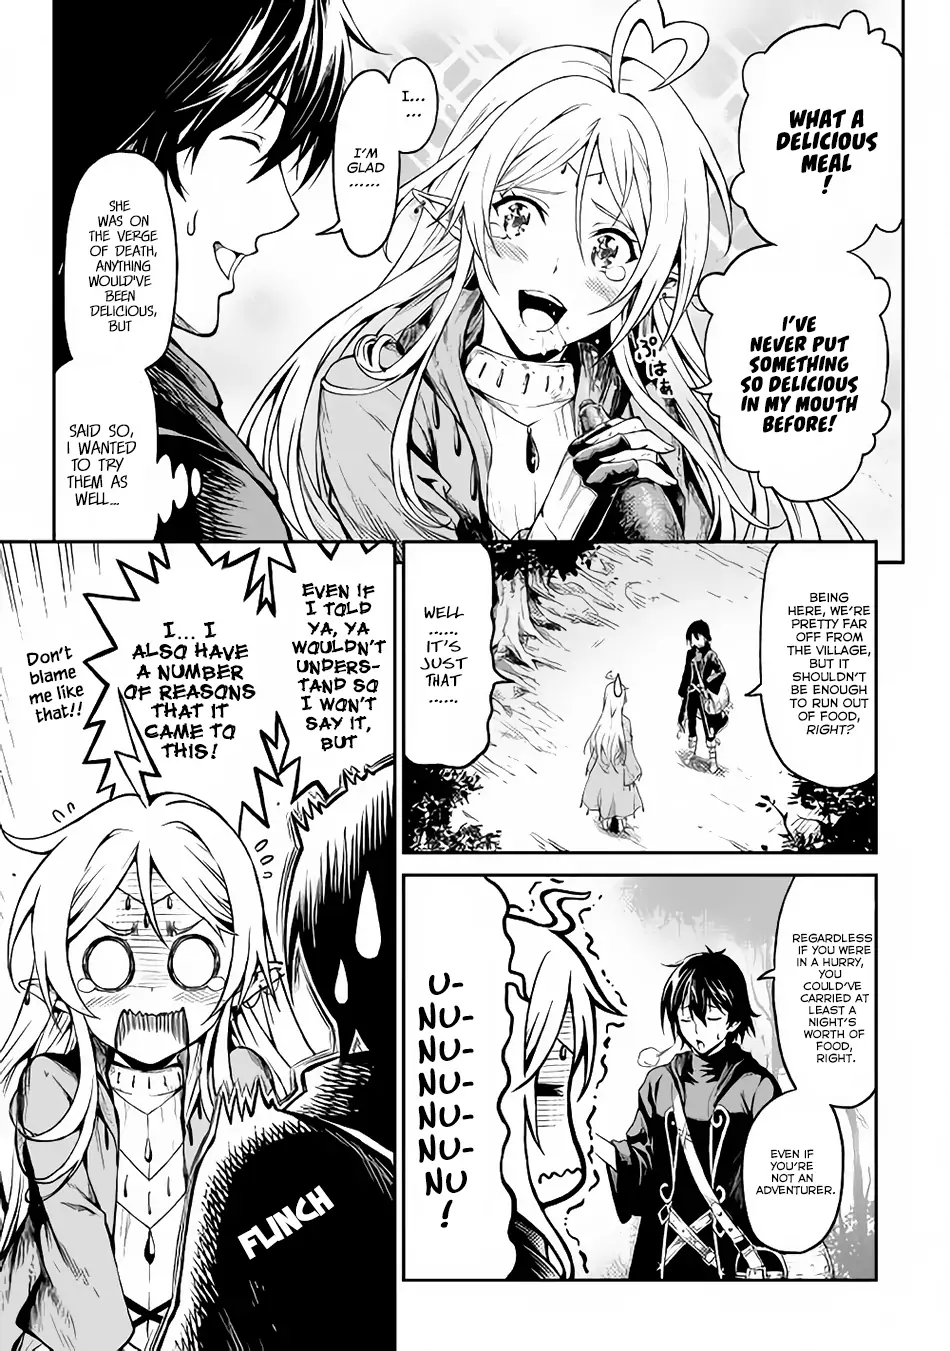 WHAT A
DELICIOUS
MEAL
!
I'VE
NEVER PUT
SOMETHING
SO DELICIOUS
IN MY MOUTH
BEFORE!
ぷはぁ
I...
...
I'M
GLAD
......
SHE
WAS ON
THE VERGE
OF DEATH,
ANYTHING
WOULD'VE
BEEN
DELICIOUS,
BUT
SAID SO,
I WANTED
TO TRY
THEM AS
WELL...
BEING
HERE, WE'RE
PRETTY FAR
OFF FROM
THE VILLAGE,
BUT IT
SHOULDN'T
BE ENOUGH
TO RUN OUT
OF FOOD,
RIGHT?
WELL
......
IT'S
JUST
THAT
......
REGARDLESS
IF YOU WERE
IN A HURRY,
YOU
COULD'VE
CARRIED AT
LEAST A
NIGHT'S
WORTH OF
FOOD,
RIGHT.
EVEN IF
YOU'RE
NOT AN
ADVENTURER.
U-
NU-
NU-
NU-
NU-
NU-
NU
!
EVEN IF
I TOLD
YA, YA
WOULDN'T
UNDERS-
TAND SO
I WON'T
SAY IT,
BUT
I... I
ALSO HAVE
A NUMBER
OF REASONS
THAT IT
CAME TO
THIS!
Don't
blame
me like
that!!
FLINCH